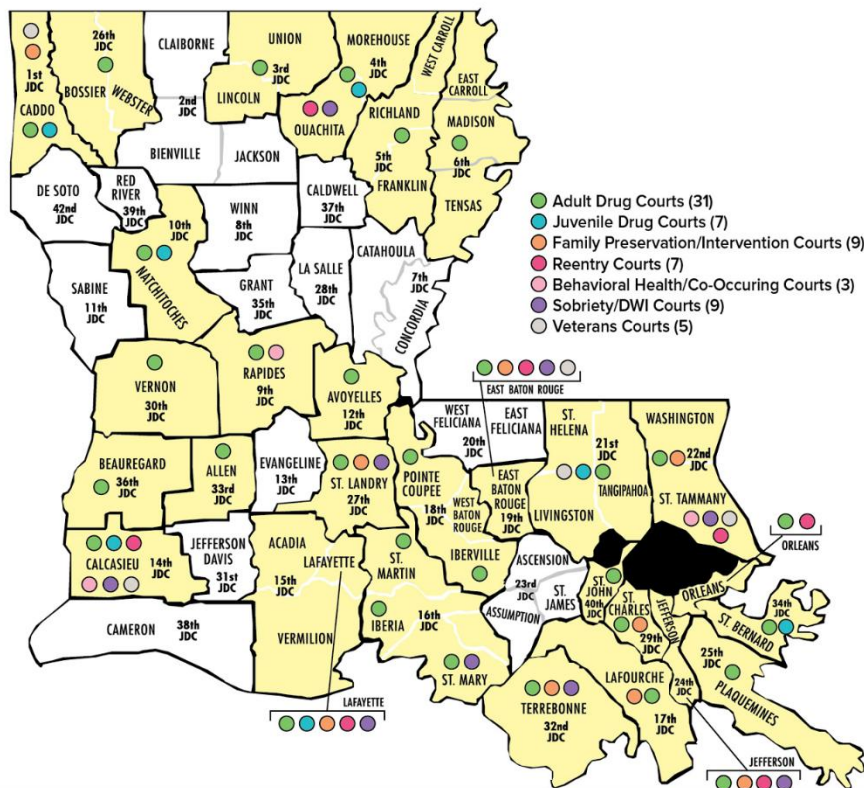 26th
JDC
BOSSIER
WEBSTER
CLAIBORNE
2nd
JDC
UNION
3rd
JDC
LINCOLN
MOREHOUSE
4th
JDC
WEST CARROLL
EAST
CARROLL
1st
JDC
CADDO
OUACHITA
RICHLAND
5th
JDC
FRANKLIN
MADISON
6th
JDC
TENSAS
BIENVILLE
JACKSON
DE SOTO
42nd
JDC
RED
RIVER
39th
JDC
10th
JDC
NATCHITOCHES
WINN
8th
JDC
CALDWELL
37th
JDC
CATAHOULA
7th
JDC
CONCORDIA
SABINE
11th
JDC
GRANT
35th
JDC
LA SALLE
28th
JDC
Adult Drug Courts (31)
Juvenile Drug Courts (7)
Family Preservation/Intervention Courts (9)
Reentry Courts (7)
Behavioral Health/Co-Occuring Courts (3)
Sobriety/DWI Courts (9)
Veterans Courts (5)
VERNON
30th
JDC
RAPIDES
9th
JDC
AVOYELLES
12th
JDC
EAST BATON ROUGE
WEST
FELICIANA
EAST
FELICIANA
20th
JDC
ST.
HELENA
21st
JDC
TANGIPAHOA
LIVINGSTON
WASHINGTON
22nd
JDC
ST. TAMMANY
BEAUREGARD
36th
JDC
ALLEN
33rd
JDC
EVANGELINE
13th
JDC
ST. LANDRY
27th
JDC
POINTE
COUPEE
18th
JDC
WEST
BATON
ROUGE
EAST
BATON
ROUGE
19th
JDC
ORLEANS
CALCASIEU
14th
JDC
JEFFERSON
DAVIS
31st
JDC
ACADIA
LAFAYETTE
15th
JDC
VERMILION
ST.
MARTIN
IBERVILLE
ASCENSION
23rd
JDC
ASSUMPTION
ST.
JAMES
ST.
JOHN
40th
JDC
ST.
CHARLES
29th
JDC
JEFFERSON
ORLEANS
34th
JDC
ST. BERNARD
CAMERON
38th
JDC
IBERIA
16th
JDC
ST. MARY
25th
JDC
PLAQUEMINES
LAFAYETTE
TERREBONNE
32nd
JDC
LAFOURCHE
17th
JDC
24th
JDC
JEFFERSON